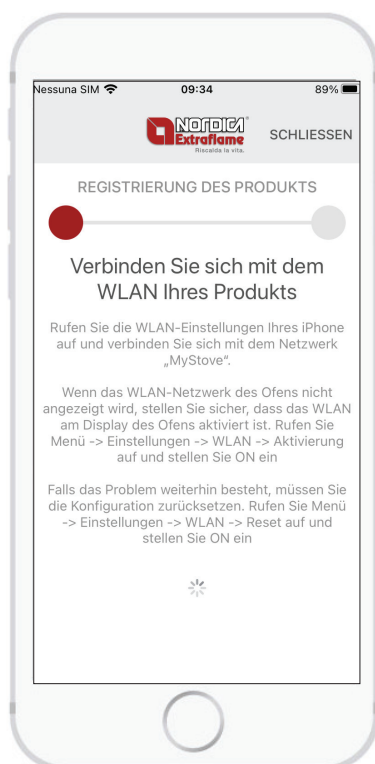 Nessuna SIM 09:34 89%
NORDICA
Extraflame
Riscalda la vita.
SCHLIESSEN
REGISTRIERUNG DES PRODUKTS
Verbinden Sie sich mit dem
WLAN Ihres Produkts
Rufen Sie die WLAN-Einstellungen Ihres iPhone
auf und verbinden Sie sich mit dem Netzwerk
„MyStove“.
Wenn das WLAN-Netzwerk des Ofens nicht
angezeigt wird, stellen Sie sicher, dass das WLAN
am Display des Ofens aktiviert ist. Rufen Sie
Menü -> Einstellungen -> WLAN -> Aktivierung
auf und stellen Sie ON ein
Falls das Problem weiterhin besteht, müssen Sie
die Konfiguration zurücksetzen. Rufen Sie Menü
-> Einstellungen -> WLAN -> Reset auf und
stellen Sie ON ein